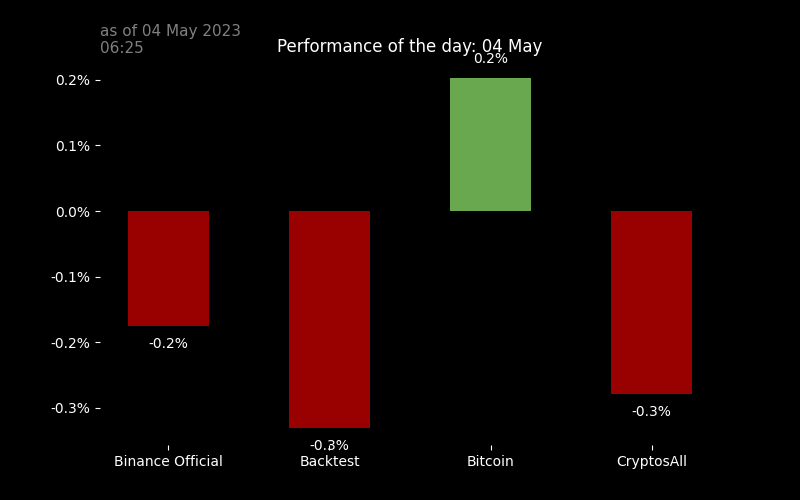 as of 04 May 2023
06:25
Performance of the day: 04 May
0.2%
0.2%
0.1%
0.0%
-0.1%
-0.2%
-0.3%
-0.2%
-0.3%
-0.3%
Binance Official
Backtest
Bitcoin
CryptosAll